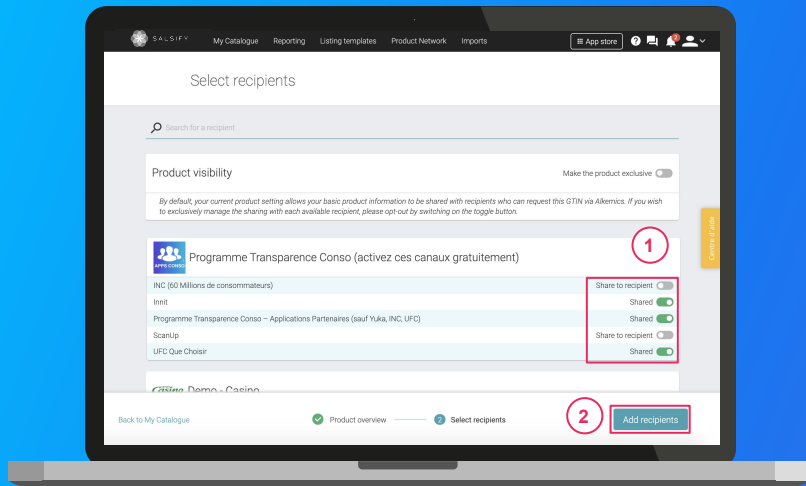 SALSIFY
My Catalogue
Reporting
Listing templates
Product Network
Imports
App store
2
Select recipients
Search for a recipient
Product visibility
Make the product exclusive
By default, your current product setting allows your basic product information to be shared with recipients who can request this GTIN via Alkemics. If you wish
to exclusively manage the sharing with each available recipient, please opt-out by switching on the toggle button.
Centre d'aide
1
APPS CONSO
Programme Transparence Conso (activez ces canaux gratuitement)
INC (60 Millions de consommateurs)
Share to recipient
Innit
Shared
Programme Transparence Conso – Applications Partenaires (sauf Yuka, INC, UFC)
Shared
ScanUp
Share to recipient
UFC Que Choisir
Shared
Casino Demo - Casino
Back to My Catalogue
Product overview
2
Select recipients
2
Add recipients